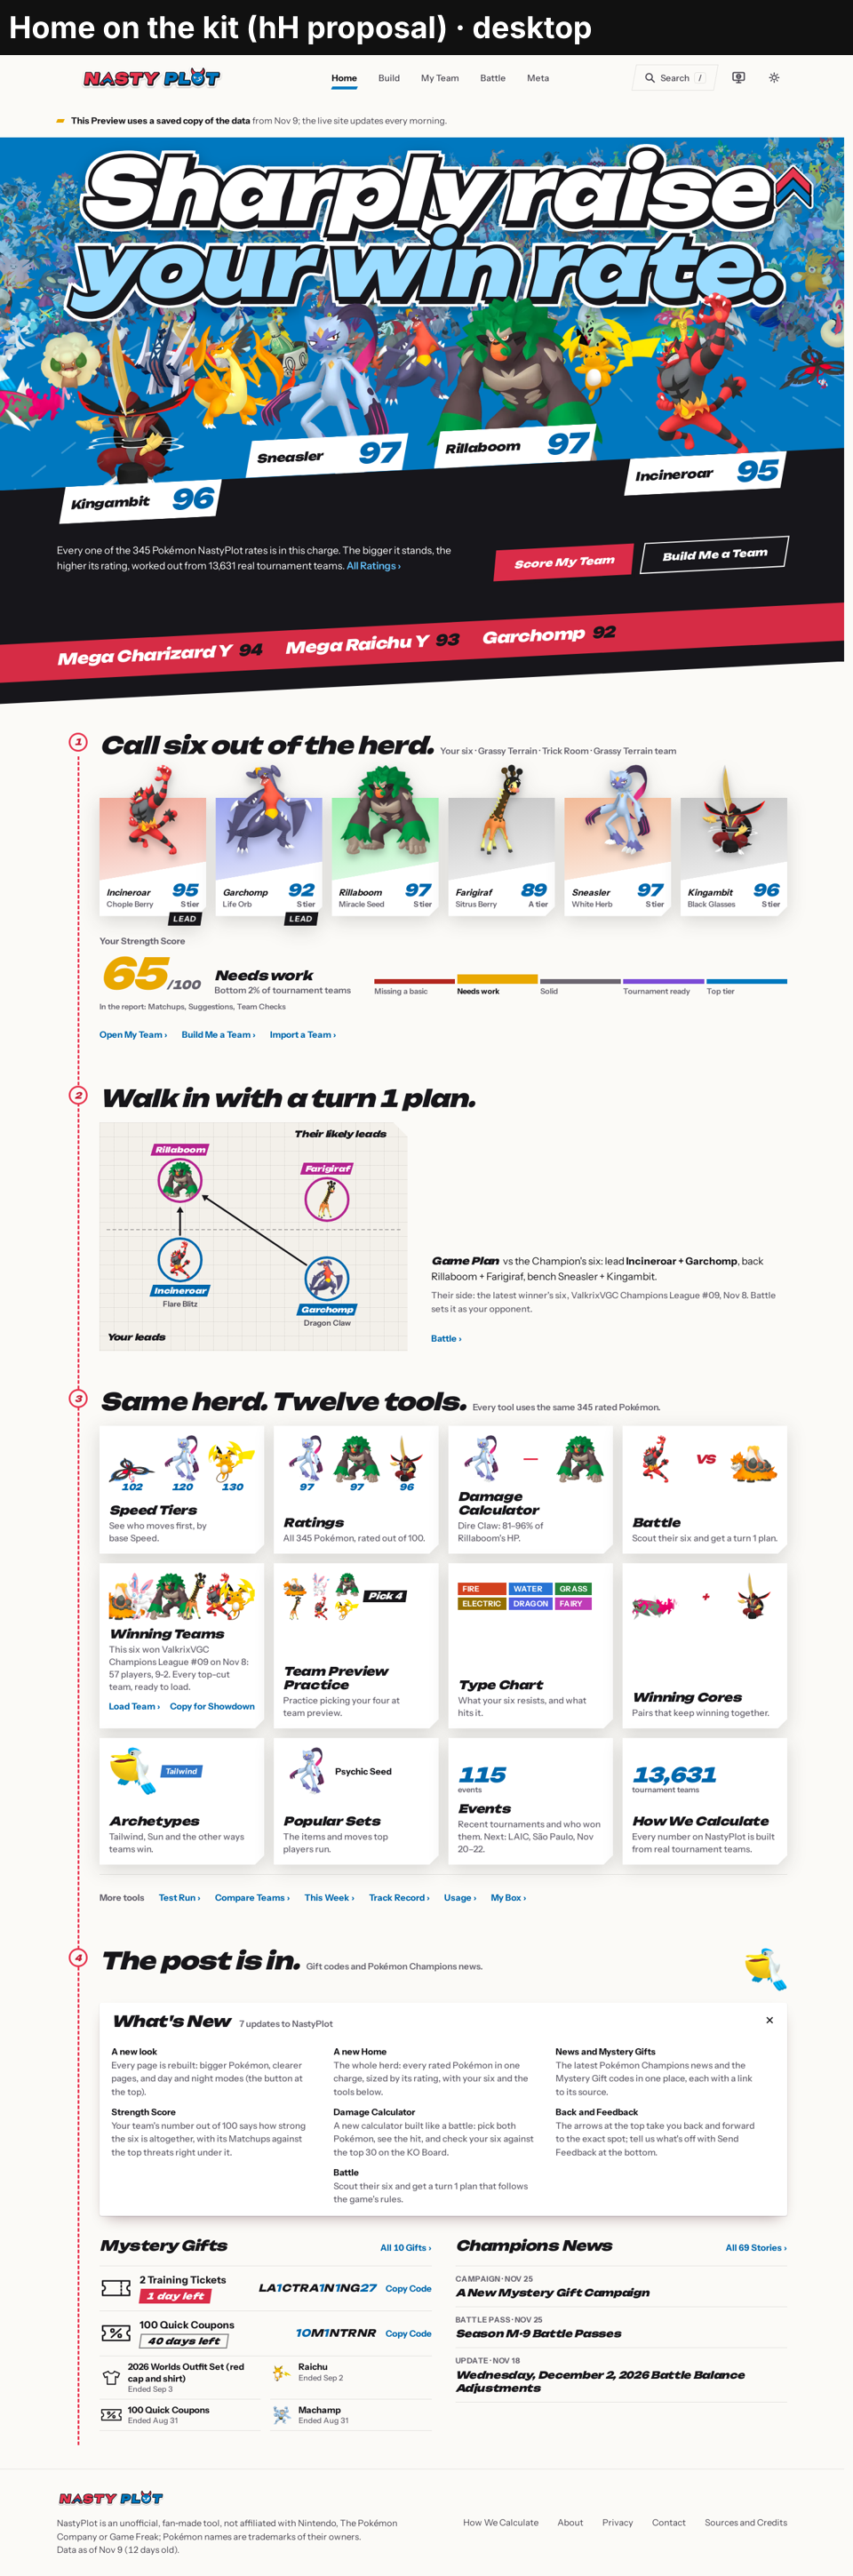 Home on the kit (hH proposal) · desktop
NASTY PLOT
Home Build My Team Battle Meta
Search /
This Preview uses a saved copy of the data from Nov 9; the live site updates every morning.
Sharply raise
your win rate.
Kingambit 96
Sneasler 97
Rillaboom 97
Incineroar 95
Every one of the 345 Pokémon NastyPlot rates is in this charge. The bigger it stands, the
higher its rating, worked out from 13,631 real tournament teams. All Ratings ›
Score My Team
Build Me a Team
Mega Charizard Y 94 Mega Raichu Y 93 Garchomp 92
1
Call six out of the herd. Your six · Grassy Terrain · Trick Room · Grassy Terrain team
Incineroar 95
Chople Berry S tier
LEAD
Garchomp 92
Life Orb S tier
LEAD
Rillaboom 97
Miracle Seed S tier
Farigiraf 89
Sitrus Berry A tier
Sneasler 97
White Herb S tier
Kingambit 96
Black Glasses S tier
Your Strength Score
65/100
Needs work
Bottom 2% of tournament teams
Missing a basic Needs work Solid Tournament ready Top tier
In the report: Matchups, Suggestions, Team Checks
Open My Team › Build Me a Team › Import a Team ›
2
Walk in with a turn 1 plan.
Their likely leads
Rillaboom
Farigiraf
Incineroar
Flare Blitz
Garchomp
Dragon Claw
Your leads
Game Plan vs the Champion's six: lead Incineroar + Garchomp, back
Rillaboom + Farigiraf, bench Sneasler + Kingambit.
Their side: the latest winner's six, ValkrixVGC Champions League #09, Nov 8. Battle
sets it as your opponent.
Battle ›
3
Same herd. Twelve tools. Every tool uses the same 345 rated Pokémon.
102 120 130
Speed Tiers
See who moves first, by
base Speed.
97 97 96
Ratings
All 345 Pokémon, rated out of 100.
Damage
Calculator
Dire Claw: 81–96% of
Rillaboom's HP.
VS
Battle
Scout their six and get a turn 1 plan.
Winning Teams
This six won ValkrixVGC
Champions League #09 on Nov 8:
57 players, 9-2. Every top-cut
team, ready to load.
Load Team › Copy for Showdown
Pick 4
Team Preview
Practice
Practice picking your four at
team preview.
FIRE WATER GRASS
ELECTRIC DRAGON FAIRY
Type Chart
What your six resists, and what
hits it.
+
Winning Cores
Pairs that keep winning together.
Tailwind
Archetypes
Tailwind, Sun and the other ways
teams win.
Psychic Seed
Popular Sets
The items and moves top
players run.
115
events
Events
Recent tournaments and who won
them. Next: LAIC, São Paulo, Nov
20–22.
13,631
tournament teams
How We Calculate
Every number on NastyPlot is built
from real tournament teams.
More tools Test Run › Compare Teams › This Week › Track Record › Usage › My Box ›
4
The post is in. Gift codes and Pokémon Champions news.
What's New 7 updates to NastyPlot
×
A new look
Every page is rebuilt: bigger Pokémon, clearer
pages, and day and night modes (the button at
the top).
Strength Score
Your team's number out of 100 says how strong
the six is altogether, with its Matchups against
the top threats right under it.
A new Home
The whole herd: every rated Pokémon in one
charge, sized by its rating, with your six and the
tools below.
Damage Calculator
A new calculator built like a battle: pick both
Pokémon, see the hit, and check your six against
the top 30 on the KO Board.
Battle
Scout their six and get a turn 1 plan that follows
the game's rules.
News and Mystery Gifts
The latest Pokémon Champions news and the
Mystery Gift codes in one place, each with a link
to its source.
Back and Feedback
The arrows at the top take you back and forward
to the exact spot; tell us what's off with Send
Feedback at the bottom.
Mystery Gifts All 10 Gifts ›
2 Training Tickets
1 day left
LA1CTRA1N1NG27 Copy Code
100 Quick Coupons
40 days left
10M1NTRNR Copy Code
2026 Worlds Outfit Set (red
cap and shirt)
Ended Sep 3
Raichu
Ended Sep 2
100 Quick Coupons
Ended Aug 31
Machamp
Ended Aug 31
Champions News All 69 Stories ›
CAMPAIGN · NOV 25
A New Mystery Gift Campaign
BATTLE PASS · NOV 25
Season M-9 Battle Passes
UPDATE · NOV 18
Wednesday, December 2, 2026 Battle Balance
Adjustments
NASTY PLOT
NastyPlot is an unofficial, fan-made tool, not affiliated with Nintendo, The Pokémon
Company or Game Freak; Pokémon names are trademarks of their owners.
Data as of Nov 9 (12 days old).
How We Calculate About Privacy Contact Sources and Credits